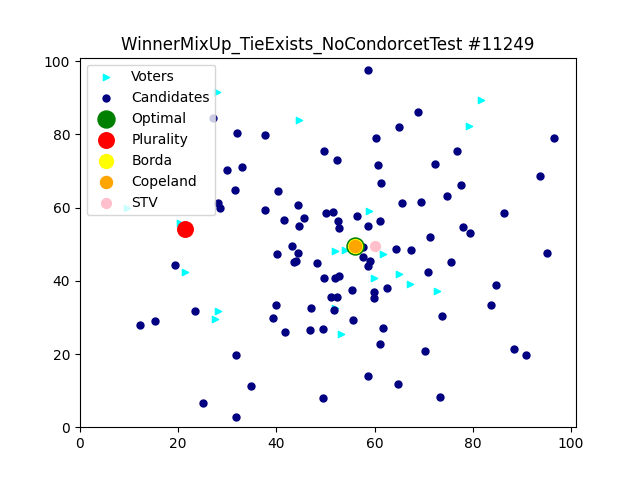 WinnerMixUp_TieExists_NoCondorcetTest #11249
Voters
Candidates
Optimal
Plurality
Borda
Copeland
STV
100
80
60
40
20
0
0 20 40 60 80 100